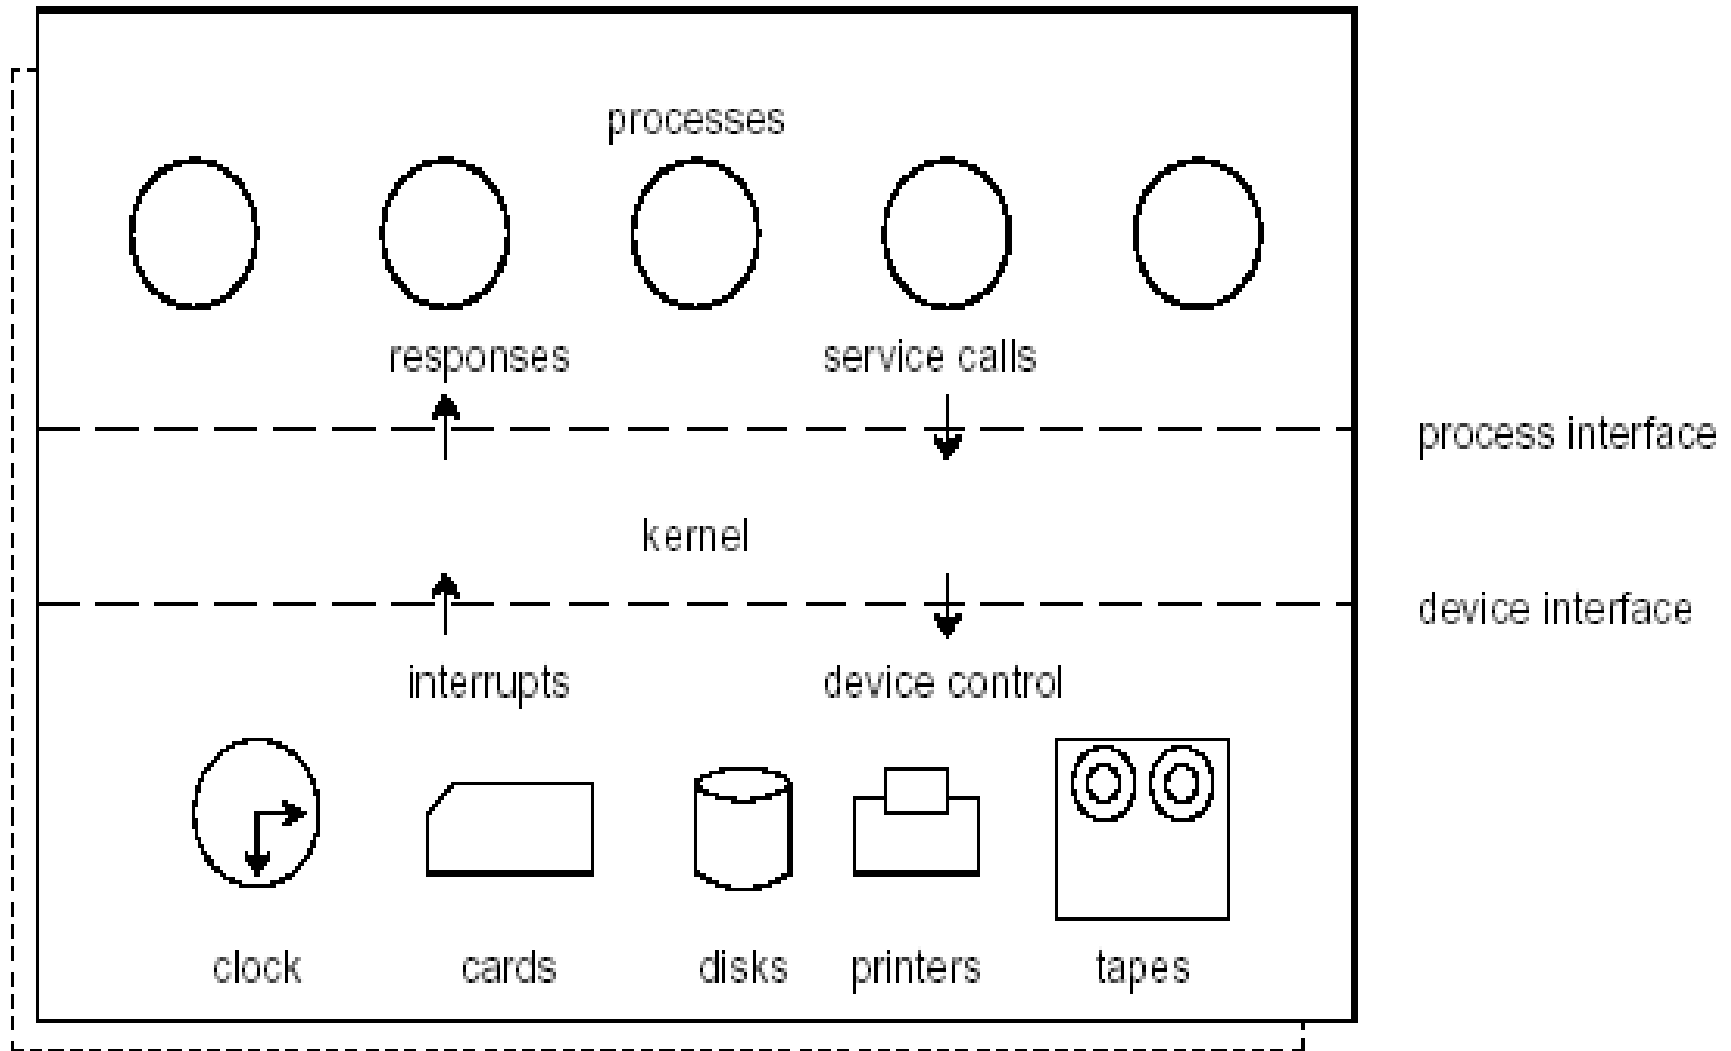 processes
responses
service calls
process interface
kernel
device interface
interrupts
device control
clock
cards
disks
printers
tapes